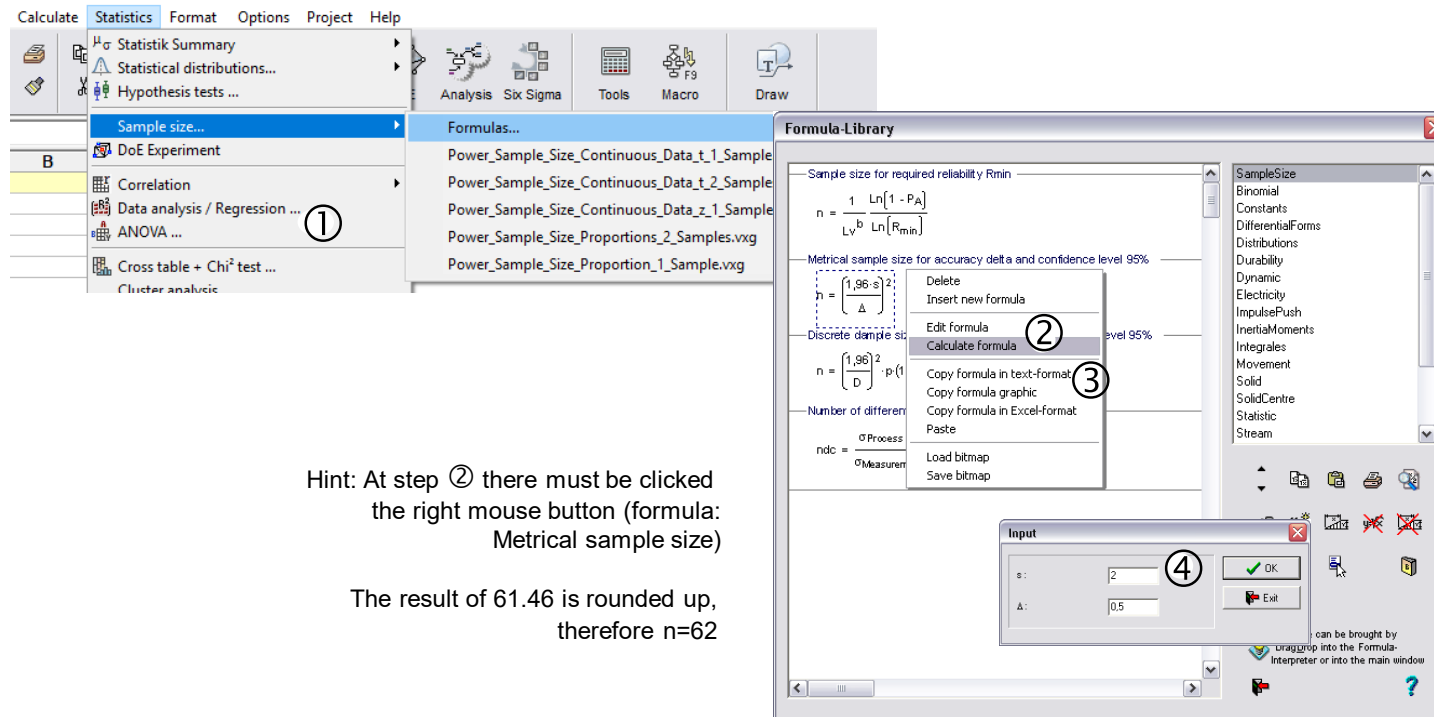 Calculate Statistics Format Options Project Help
μσ Statistik Summary
Statistical distributions...
Hypothesis tests ...
Sample size...
DoE Experiment
Correlation
Data analysis / Regression ...
ANOVA ...
①
Cross table + Chi² test ...
Cluster analysis
B
Analysis Six Sigma Tools Macro Draw
F9
Formulas...
Power_Sample_Size_Continuous_Data_t_1_Sample
Power_Sample_Size_Continuous_Data_t_2_Sample
Power_Sample_Size_Continuous_Data_z_1_Sample
Power_Sample_Size_Proportions_2_Samples.vxg
Power_Sample_Size_Proportion_1_Sample.vxg
Formula-Library
Sample size for required reliability Rmin
n = 1/Lv^b Ln(1 - PA)/Ln(Rmin)
Metrical sample size for accuracy delta and confidence level 95%
n = (1,96·s/Δ)²
Discrete dample siz evel 95%
n = (1,96/D)² ·p·(1
Number of differen
ndc = σProcess/σMeasurem
Delete
Insert new formula
Edit formula
②
Calculate formula
Copy formula in text-format
③
Copy formula graphic
Copy formula in Excel-format
Paste
Load bitmap
Save bitmap
SampleSize
Binomial
Constants
DifferentialForms
Distributions
Durability
Dynamic
Electricity
ImpulsePush
InertiaMoments
Integrales
Movement
Solid
SolidCentre
Statistic
Stream
Input
s: 2
④
Δ: 0,5
OK
Exit
can be brought by
Drag Drop into the Formula-
Interpreter or into the main window
Hint: At step ② there must be clicked
the right mouse button (formula:
Metrical sample size)
The result of 61.46 is rounded up,
therefore n=62